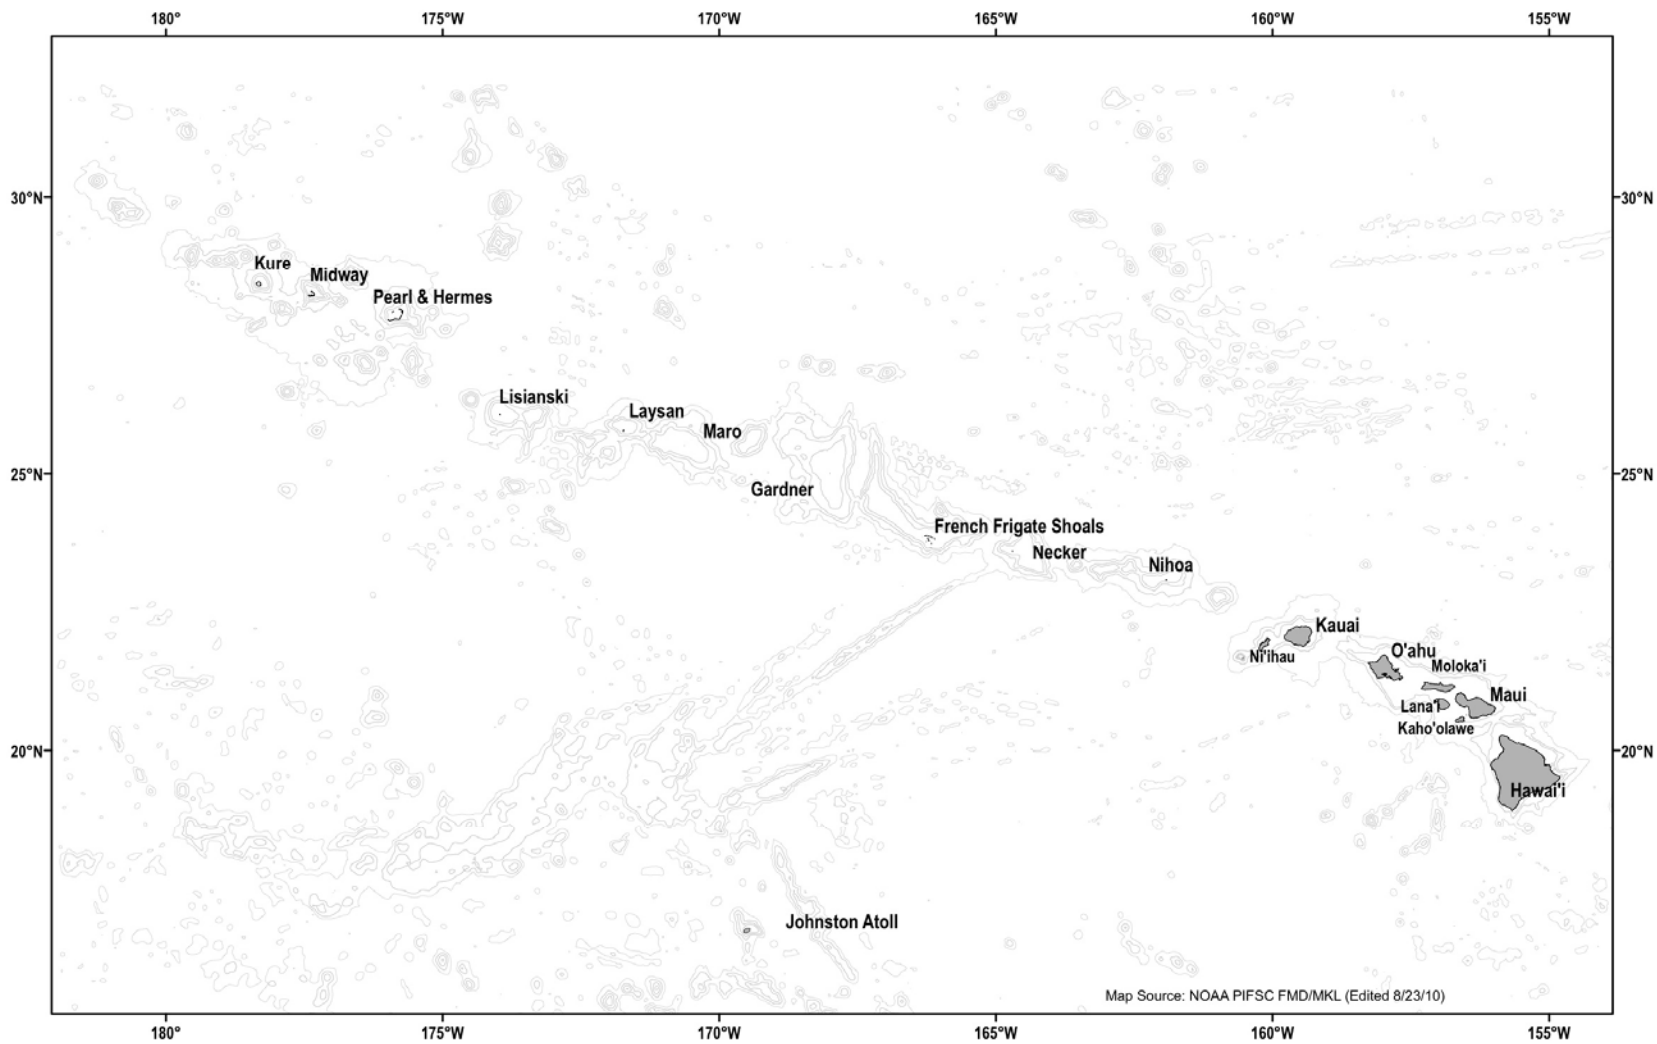 180° 175°W 170°W 165°W 160°W 155°W
30°N 30°N
Kure
Midway
Pearl & Hermes
Lisianski
Laysan
Maro
25°N 25°N
Gardner
French Frigate Shoals
Necker
Nihoa
Kauai
Ni'ihau
O'ahu
Moloka'i
Maui
Lana'i
Kaho'olawe
20°N 20°N
Hawai'i
Johnston Atoll
Map Source: NOAA PIFSC FMD/MKL (Edited 8/23/10)
180° 175°W 170°W 165°W 160°W 155°W